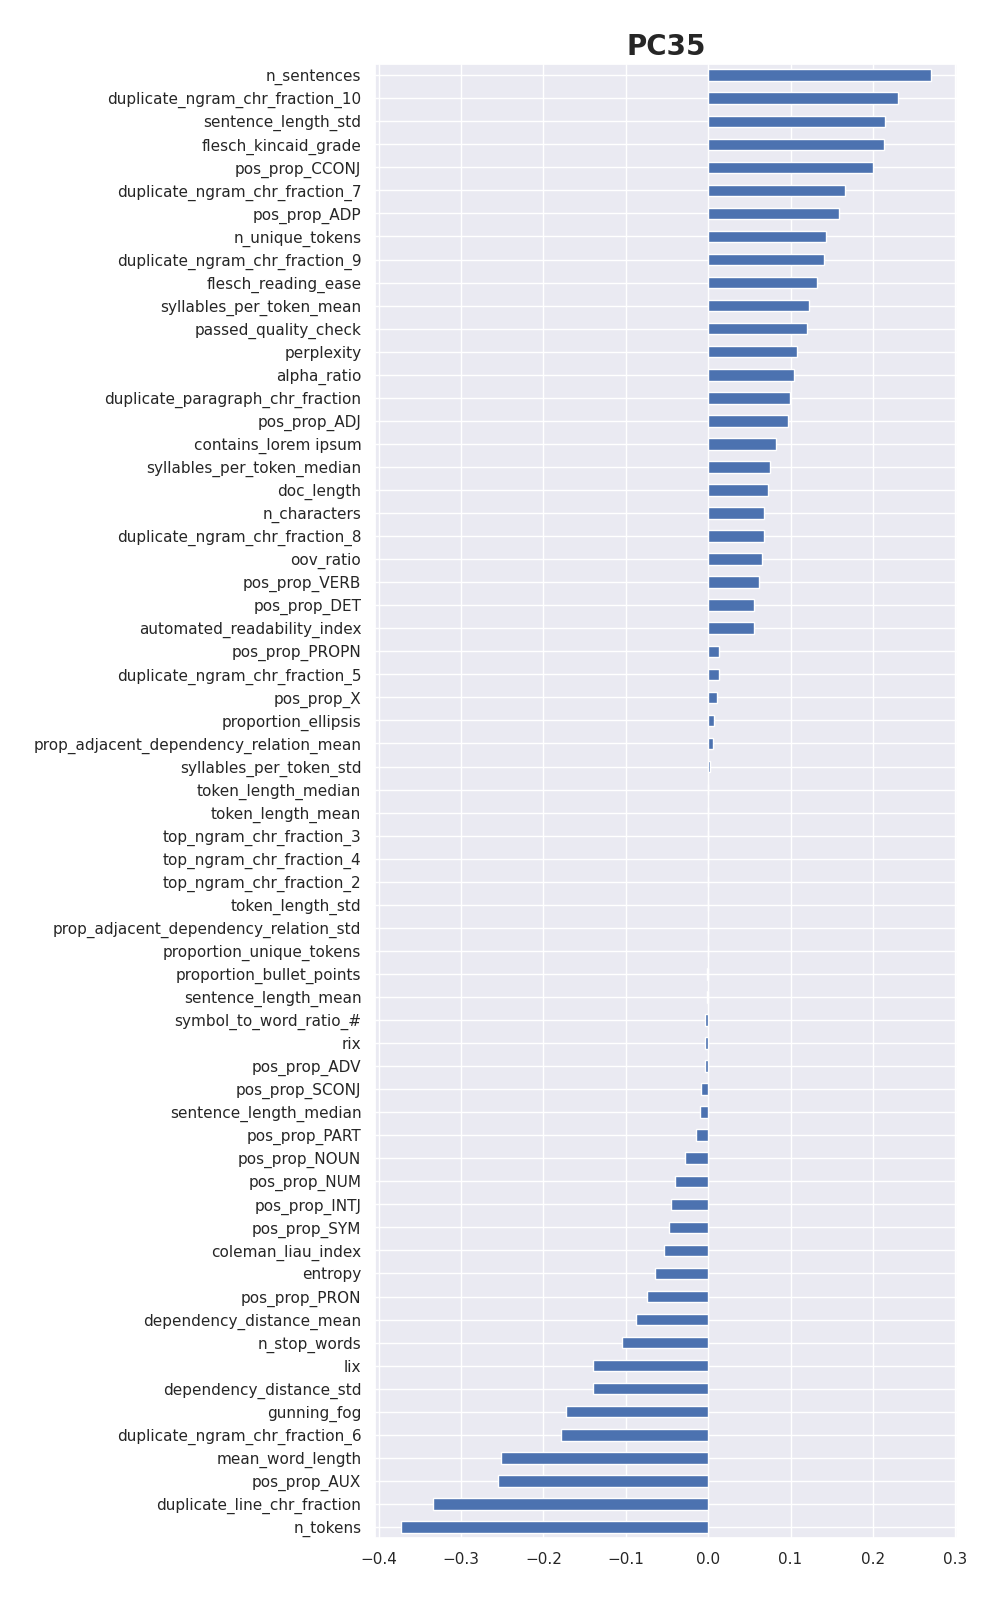 PC35
n_sentences
duplicate_ngram_chr_fraction_10
sentence_length_std
flesch_kincaid_grade
pos_prop_CCONJ
duplicate_ngram_chr_fraction_7
pos_prop_ADP
n_unique_tokens
duplicate_ngram_chr_fraction_9
flesch_reading_ease
syllables_per_token_mean
passed_quality_check
perplexity
alpha_ratio
duplicate_paragraph_chr_fraction
pos_prop_ADJ
contains_lorem ipsum
syllables_per_token_median
doc_length
n_characters
duplicate_ngram_chr_fraction_8
oov_ratio
pos_prop_VERB
pos_prop_DET
automated_readability_index
pos_prop_PROPN
duplicate_ngram_chr_fraction_5
pos_prop_X
proportion_ellipsis
prop_adjacent_dependency_relation_mean
syllables_per_token_std
token_length_median
token_length_mean
top_ngram_chr_fraction_3
top_ngram_chr_fraction_4
top_ngram_chr_fraction_2
token_length_std
prop_adjacent_dependency_relation_std
proportion_unique_tokens
proportion_bullet_points
sentence_length_mean
symbol_to_word_ratio_#
rix
pos_prop_ADV
pos_prop_SCONJ
sentence_length_median
pos_prop_PART
pos_prop_NOUN
pos_prop_NUM
pos_prop_INTJ
pos_prop_SYM
coleman_liau_index
entropy
pos_prop_PRON
dependency_distance_mean
n_stop_words
lix
dependency_distance_std
gunning_fog
duplicate_ngram_chr_fraction_6
mean_word_length
pos_prop_AUX
duplicate_line_chr_fraction
n_tokens
−0.4 −0.3 −0.2 −0.1 0.0 0.1 0.2 0.3